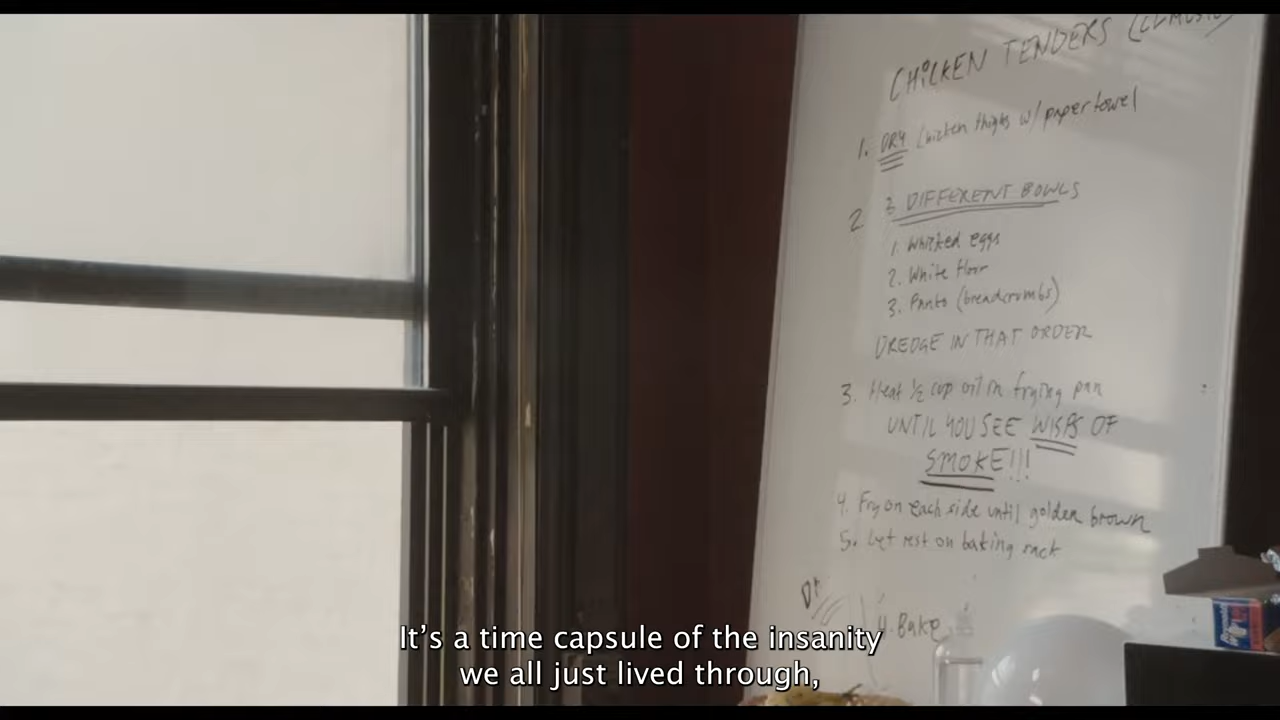 CHICKEN TENDERS (CLASSIC)
1. DRY Chicken thighs w/ paper towel
2 3 DIFFERENT BOWLS
1. Whisked eggs
2. White flour
3. Panko (breadcrumbs)
DREDGE IN THAT ORDER
3. Heat ½ cup oil in frying pan
UNTIL YOU SEE WISPS OF
SMOKE!!!
4. Fry on each side until golden brown
5. Let rest on baking rack
4. Bake
It's a time capsule of the insanity
we all just lived through,